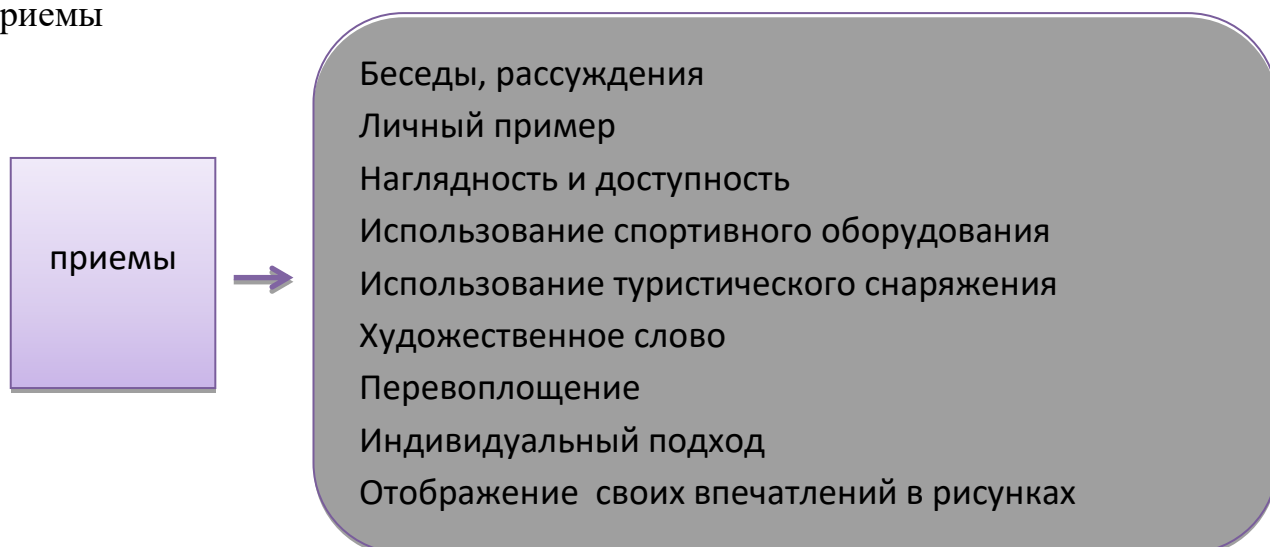 риемы
приемы
Беседы, рассуждения
Личный пример
Наглядность и доступность
Использование спортивного оборудования
Использование туристического снаряжения
Художественное слово
Перевоплощение
Индивидуальный подход
Отображение  своих впечатлений в рисунках